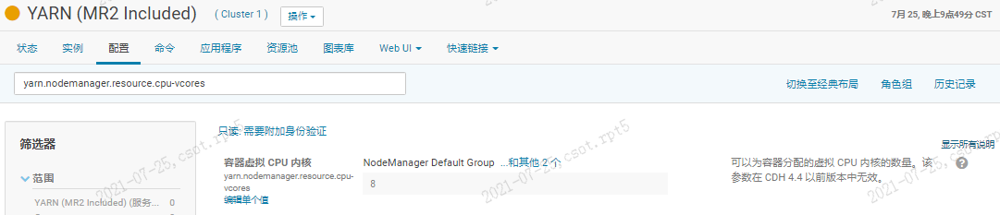 YARN (MR2 Included) ( Cluster 1 ) 操作
7月 25, 晚上9点49分 CST
状态 实例 配置 命令 应用程序 资源池 图表库 Web UI 快速链接
yarn.nodemanager.resource.cpu-vcores
切换至经典布局 角色组 历史记录
只读: 需要附加身份验证
筛选器
显示所有说明
容器虚拟 CPU 内核
yarn.nodemanager.resource.cpu-
vcores
编辑单个值
NodeManager Default Group ...和其他 2 个
8
可以为容器分配的虚拟 CPU 内核的数量。该
参数在 CDH 4.4 以前版本中无效。
范围
YARN (MR2 Included) (服务... 0
2021-07-25,csot.rpt5
2021-07-25,csot.rpt5